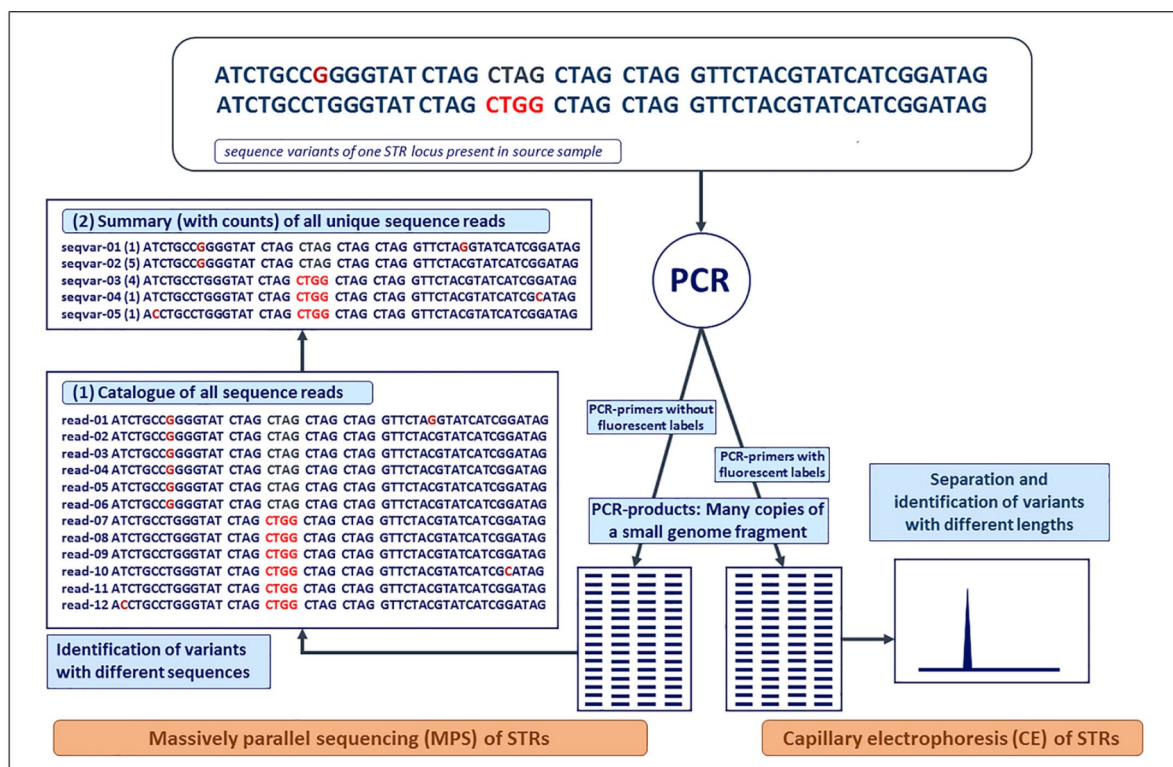 ATCTGCCGGGGTAT CTAG CTAG CTAG CTAG GTTCTACGTATCATCGGATAG
ATCTGCCTGGGTAT CTAG CTGG CTAG CTAG GTTCTACGTATCATCGGATAG
sequence variants of one STR locus present in source sample
(2) Summary (with counts) of all unique sequence reads
seqvar-01 (1) ATCTGCCGGGGTAT CTAG CTAG CTAG CTAG GTTCTAGGTATCATCGGATAG
seqvar-02 (5) ATCTGCCGGGGTAT CTAG CTAG CTAG CTAG GTTCTACGTATCATCGGATAG
seqvar-03 (4) ATCTGCCTGGGTAT CTAG CTGG CTAG CTAG GTTCTACGTATCATCGGATAG
seqvar-04 (1) ATCTGCCTGGGTAT CTAG CTGG CTAG CTAG GTTCTACGTATCATCGCATAG
seqvar-05 (1) ACCTGCCTGGGTAT CTAG CTGG CTAG CTAG GTTCTACGTATCATCGGATAG
PCR
(1) Catalogue of all sequence reads
read-01 ATCTGCCGGGGTAT CTAG CTAG CTAG CTAG GTTCTAGGTATCATCGGATAG
read-02 ATCTGCCGGGGTAT CTAG CTAG CTAG CTAG GTTCTACGTATCATCGGATAG
read-03 ATCTGCCGGGGTAT CTAG CTAG CTAG CTAG GTTCTACGTATCATCGGATAG
read-04 ATCTGCCGGGGTAT CTAG CTAG CTAG CTAG GTTCTACGTATCATCGGATAG
read-05 ATCTGCCGGGGTAT CTAG CTAG CTAG CTAG GTTCTACGTATCATCGGATAG
read-06 ATCTGCCGGGGTAT CTAG CTAG CTAG CTAG GTTCTACGTATCATCGGATAG
read-07 ATCTGCCTGGGTAT CTAG CTGG CTAG CTAG GTTCTACGTATCATCGGATAG
read-08 ATCTGCCTGGGTAT CTAG CTGG CTAG CTAG GTTCTACGTATCATCGGATAG
read-09 ATCTGCCTGGGTAT CTAG CTGG CTAG CTAG GTTCTACGTATCATCGGATAG
read-10 ATCTGCCTGGGTAT CTAG CTGG CTAG CTAG GTTCTACGTATCATCGCATAG
read-11 ATCTGCCTGGGTAT CTAG CTGG CTAG CTAG GTTCTACGTATCATCGGATAG
read-12 ACCTGCCTGGGTAT CTAG CTGG CTAG CTAG GTTCTACGTATCATCGGATAG
PCR-primers without
fluorescent labels
PCR-primers with
fluorescent labels
PCR-products: Many copies of
a small genome fragment
Separation and
identification of variants
with different lengths
Identification of variants
with different sequences
Massively parallel sequencing (MPS) of STRs
Capillary electrophoresis (CE) of STRs